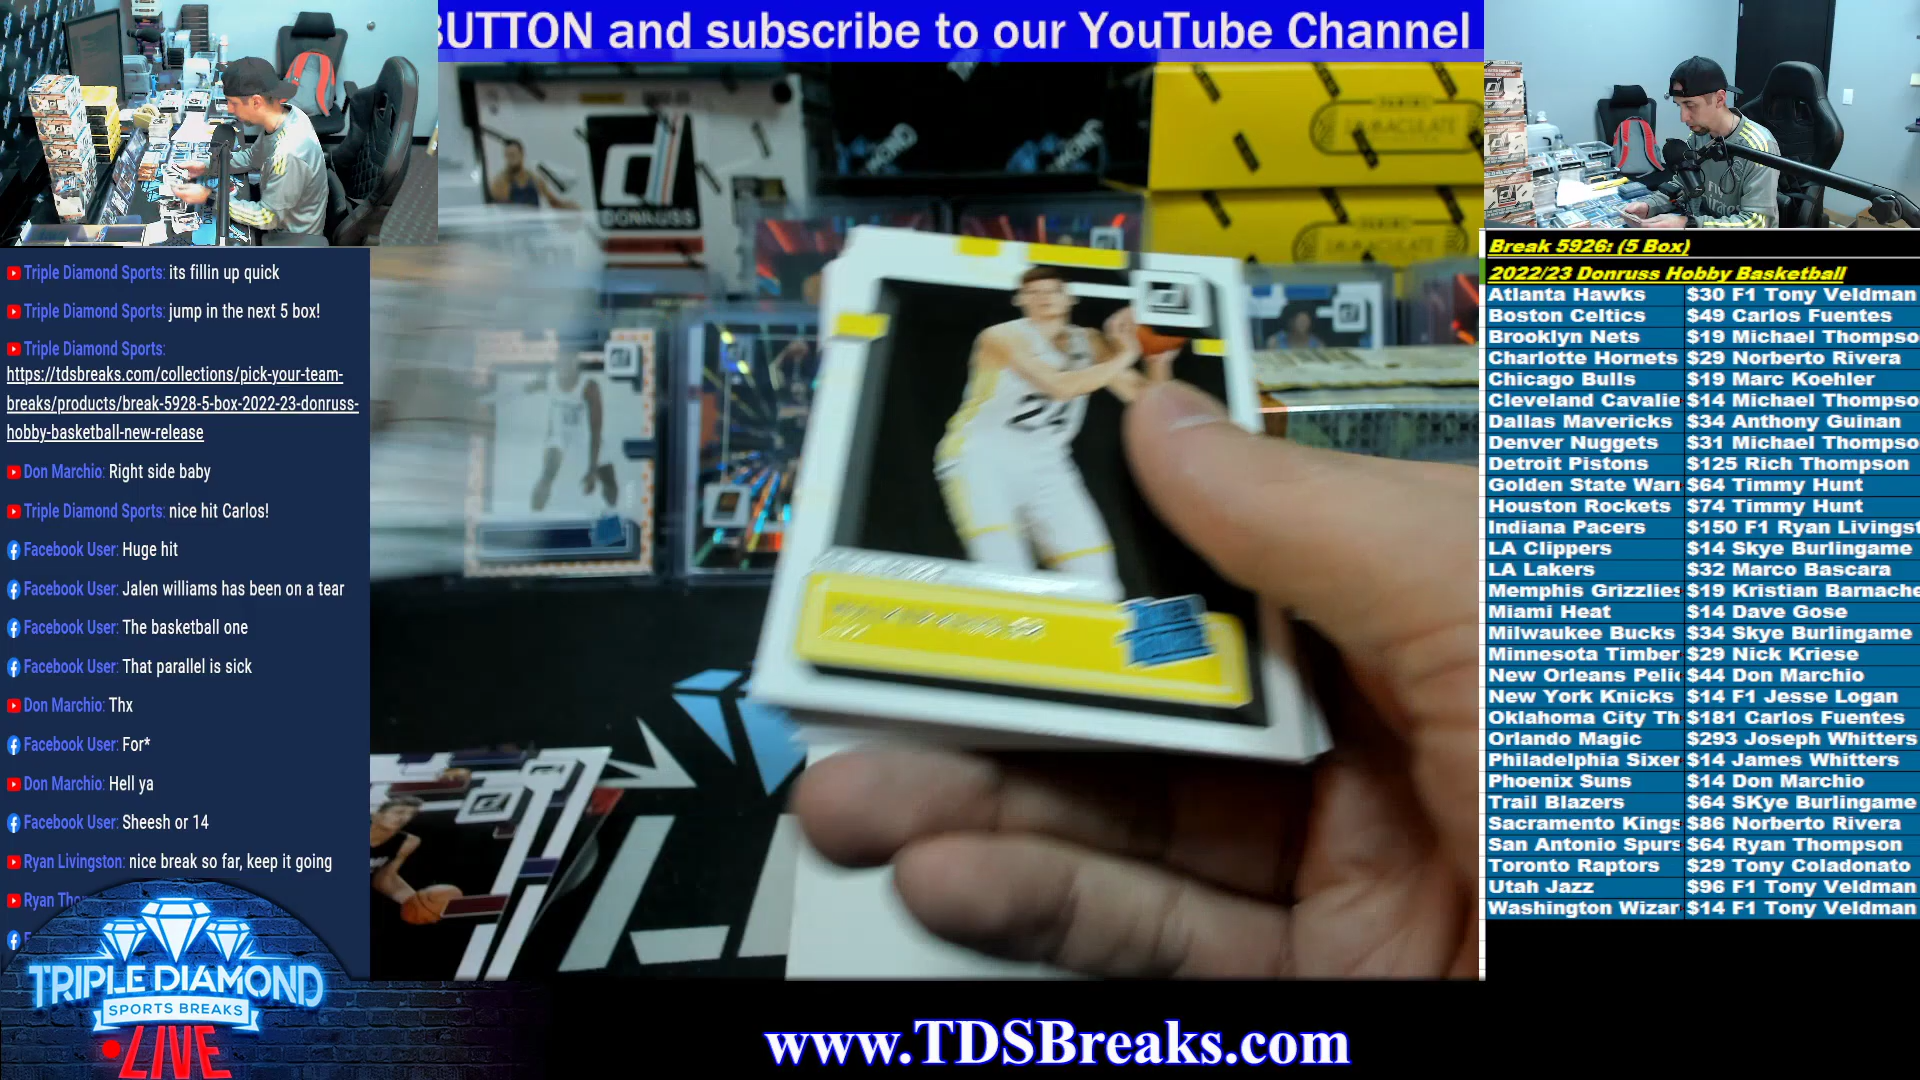 BUTTON and subscribe to our YouTube Channel
Triple Diamond Sports: its fillin up quick
Triple Diamond Sports: jump in the next 5 box!
Triple Diamond Sports:
https://tdsbreaks.com/collections/pick-your-team-
breaks/products/break-5928-5-box-2022-23-donruss-
hobby-basketball-new-release
Don Marchio: Right side baby
Triple Diamond Sports: nice hit Carlos!
Facebook User: Huge hit
Facebook User: Jalen williams has been on a tear
Facebook User: The basketball one
Facebook User: That parallel is sick
Don Marchio: Thx
Facebook User: For*
Don Marchio: Hell ya
Facebook User: Sheesh or 14
Ryan Livingston: nice break so far, keep it going
Ryan Tho
F
TRIPLE DIAMOND
SPORTS BREAKS
LIVE
DONRUSS
IMMACULATE
24
www.TDSBreaks.com
Break 5926: (5 Box)
2022/23 Donruss Hobby Basketball
Atlanta Hawks $30 F1 Tony Veldman
Boston Celtics $49 Carlos Fuentes
Brooklyn Nets $19 Michael Thompso
Charlotte Hornets $29 Norberto Rivera
Chicago Bulls $19 Marc Koehler
Cleveland Cavalie $14 Michael Thompso
Dallas Mavericks $34 Anthony Guinan
Denver Nuggets $31 Michael Thompso
Detroit Pistons $125 Rich Thompson
Golden State Warr $64 Timmy Hunt
Houston Rockets $74 Timmy Hunt
Indiana Pacers $150 F1 Ryan Livingst
LA Clippers $14 Skye Burlingame
LA Lakers $32 Marco Bascara
Memphis Grizzlies $19 Kristian Barnache
Miami Heat $14 Dave Gose
Milwaukee Bucks $34 Skye Burlingame
Minnesota Timber $29 Nick Kriese
New Orleans Pelic $44 Don Marchio
New York Knicks $14 F1 Jesse Logan
Oklahoma City Th $181 Carlos Fuentes
Orlando Magic $293 Joseph Whitters
Philadelphia Sixer $14 James Whitters
Phoenix Suns $14 Don Marchio
Trail Blazers $64 SKye Burlingame
Sacramento Kings $86 Norberto Rivera
San Antonio Spurs $64 Ryan Thompson
Toronto Raptors $29 Tony Coladonato
Utah Jazz $96 F1 Tony Veldman
Washington Wizar $14 F1 Tony Veldman